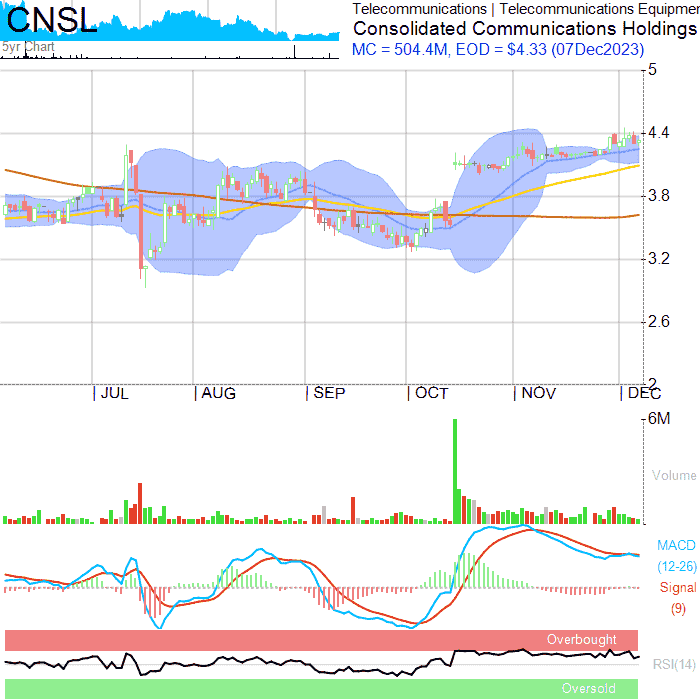 CNSL
5yr Chart
Telecommunications | Telecommunications Equipmen
Consolidated Communications Holdings
MC = 504.4M, EOD = $4.33 (07Dec2023)
5
4.4
3.8
3.2
2.6
2
JUL AUG SEP OCT NOV DEC
6M
Volume
MACD
(12-26)
Signal
(9)
Overbought
RSI(14)
Oversold